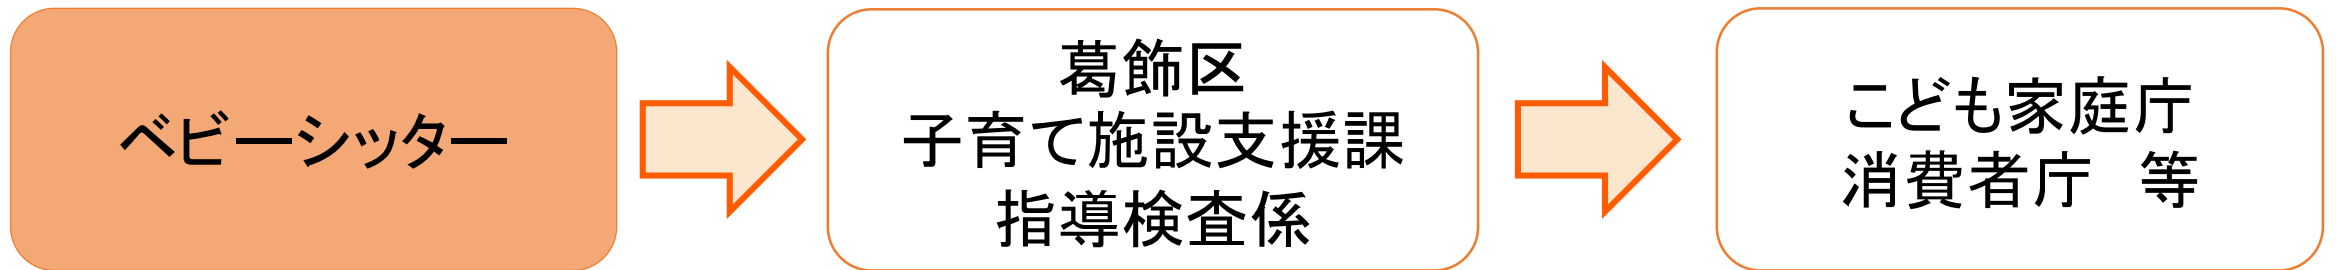 ベビーシッター
葛飾区
子育て施設支援課
指導検査係
こども家庭庁
消費者庁　等